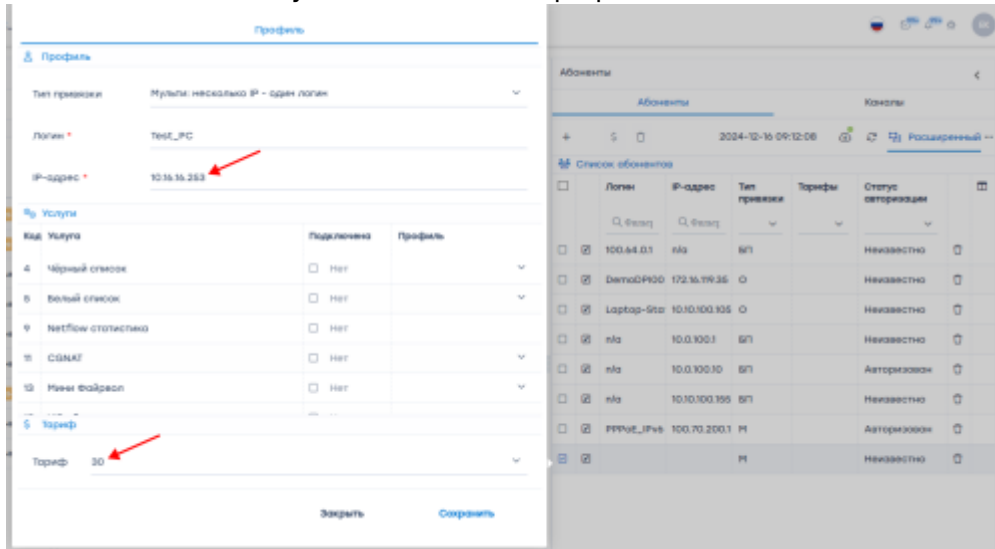 Профиль
Профиль
Тип привязки Мульти: несколько IP - один логин
Логин * Test_PC
IP-адрес * 10.16.16.253
Услуги
Код Услуга Подключена Профиль
4 Чёрный список Нет
5 Белый список Нет
9 Netflow статистика Нет
11 CGNAT Нет
13 Мини Файрвол Нет
Тариф
Тариф 30
Закрыть Сохранить
Абоненты
Абоненты Каналы
+ $ 2024-12-16 09:12:08 Расширенный ···
Список абонентов
Логин IP-адрес Тип привязки Тарифы Статус авторизации
100.64.0.1 n/a БП Неизвестно
DemoDPI00 172.16.119.35 О Неизвестно
Laptop-Sta 10.10.100.105 О Неизвестно
n/a 10.0.100.1 БП Неизвестно
n/a 10.0.100.10 БП Авторизован
n/a 10.10.100.155 БП Неизвестно
PPPoE_IPv6 100.70.200.1 М Авторизован
М Неизвестно